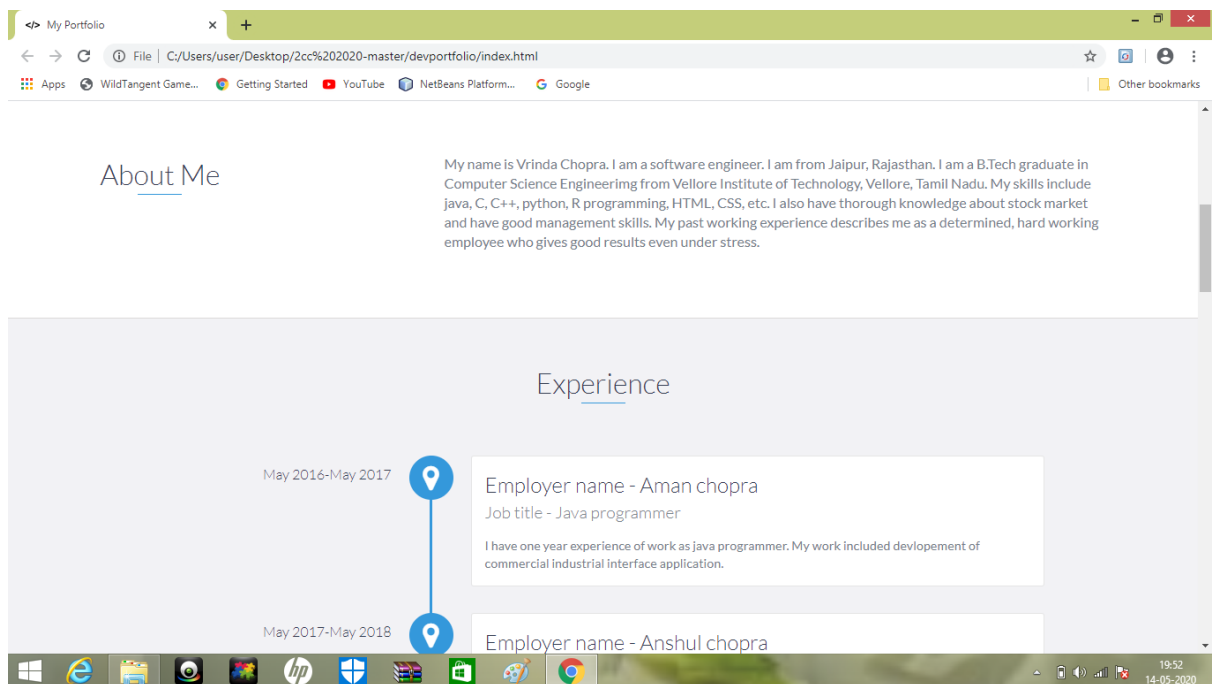 </> My Portfolio
File | C:/Users/user/Desktop/2cc%202020-master/devportfolio/index.html
Apps WildTangent Game... Getting Started YouTube NetBeans Platform... Google Other bookmarks
About Me
My name is Vrinda Chopra. I am a software engineer. I am from Jaipur, Rajasthan. I am a B.Tech graduate in
Computer Science Engineerimg from Vellore Institute of Technology, Vellore, Tamil Nadu. My skills include
java, C, C++, python, R programming, HTML, CSS, etc. I also have thorough knowledge about stock market
and have good management skills. My past working experience describes me as a determined, hard working
employee who gives good results even under stress.
Experience
May 2016-May 2017
Employer name - Aman chopra
Job title - Java programmer
I have one year experience of work as java programmer. My work included devlopement of
commercial industrial interface application.
May 2017-May 2018
Employer name - Anshul chopra
hp
19:52
14-05-2020